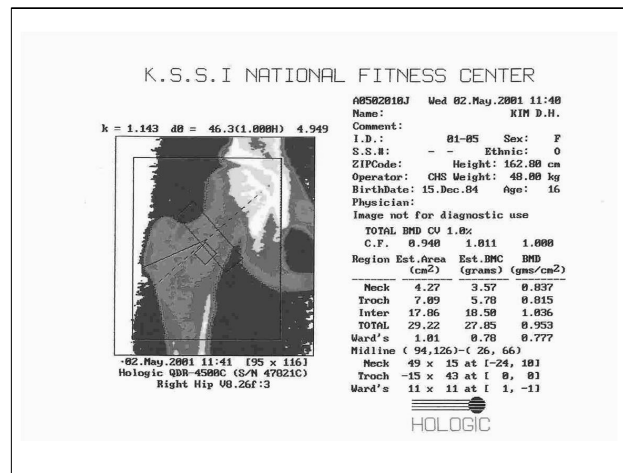 K.S.S.I NATIONAL FITNESS CENTER
k = 1.143 d0 = 46.3(1.000H) 4.949
·02.May.2001 11:41 [95 x 116]
Hologic QDR-4500C (S/N 47021C)
Right Hip V8.26f:3
A0502010J Wed 02.May.2001 11:40
Name: KIM D.H.
Comment:
I.D.: 01-05 Sex: F
S.S.#: - - Ethnic: O
ZIPCode: Height: 162.80 cm
Operator: CHS Weight: 48.00 kg
BirthDate: 15.Dec.84 Age: 16
Physician:
Image not for diagnostic use
TOTAL BMD CV 1.0%
C.F. 0.940 1.011 1.000
Region Est.Area Est.BMC BMD
(cm2) (grams) (gms/cm2)
Neck 4.27 3.57 0.837
Troch 7.09 5.78 0.815
Inter 17.86 18.50 1.036
TOTAL 29.22 27.85 0.953
Ward's 1.01 0.78 0.777
Midline ( 94,126)-( 26, 66)
Neck 49 x 15 at [-24, 10]
Troch -15 x 43 at [ 0, 0]
Ward's 11 x 11 at [ 1, -1]
HOLOGIC